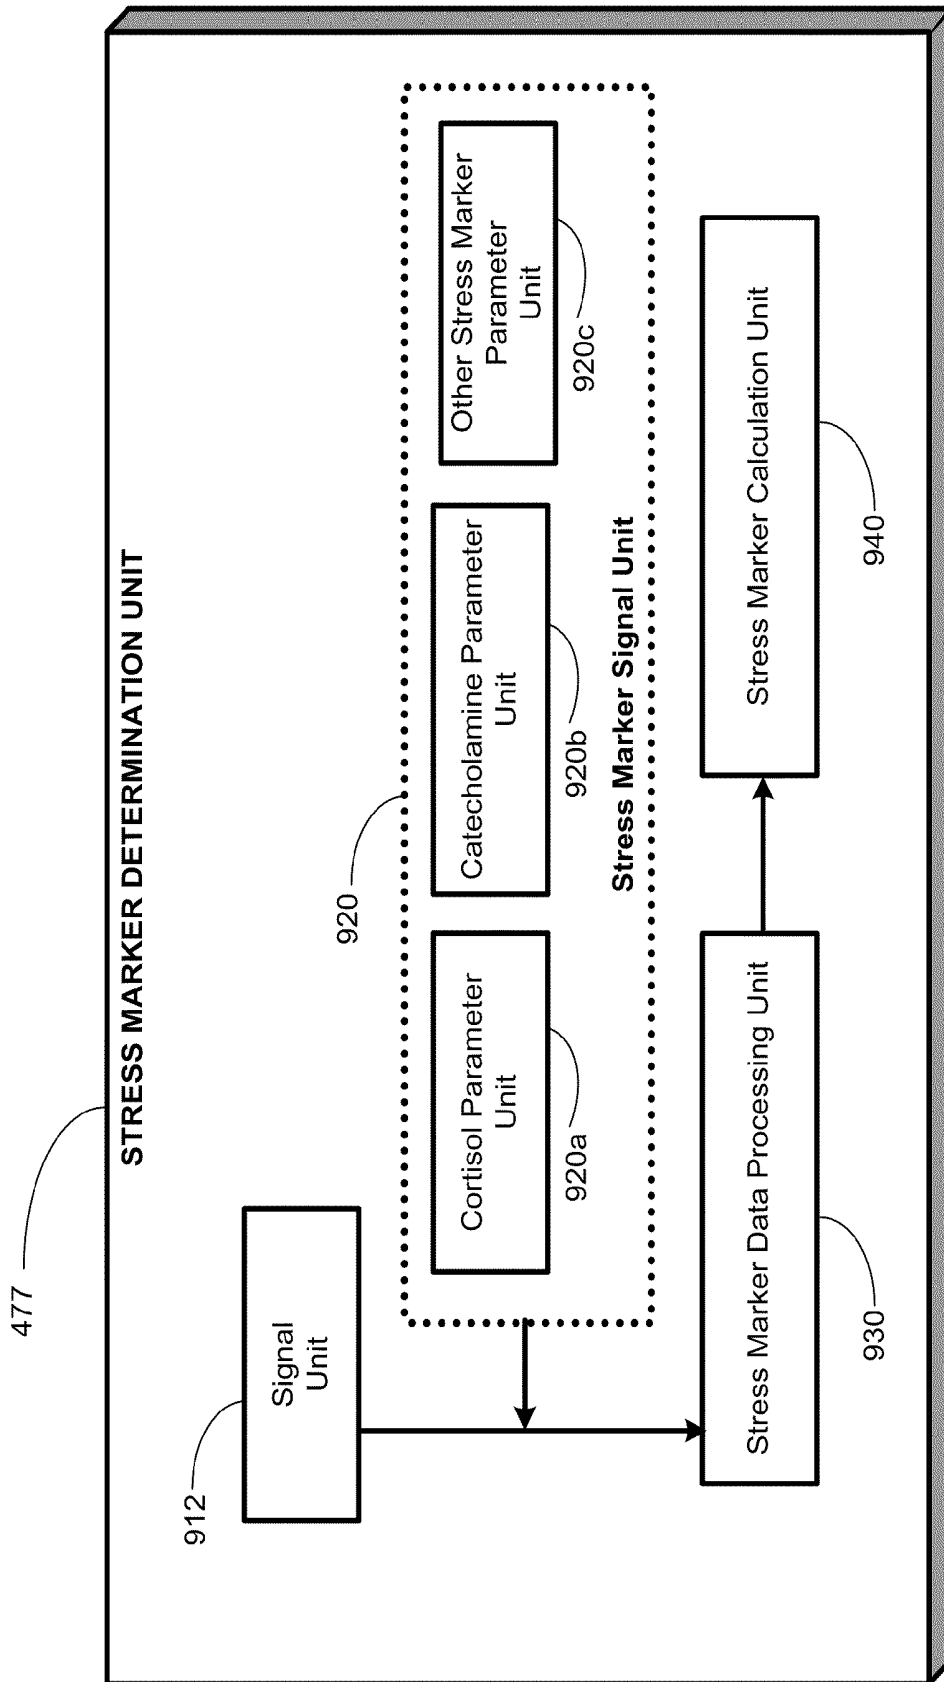 477
STRESS MARKER DETERMINATION UNIT
912
Signal
Unit
920
Cortisol Parameter
Unit
920a
Catecholamine Parameter
Unit
920b
Other Stress Marker
Parameter
Unit
920c
Stress Marker Signal Unit
Stress Marker Data Processing Unit
930
Stress Marker Calculation Unit
940